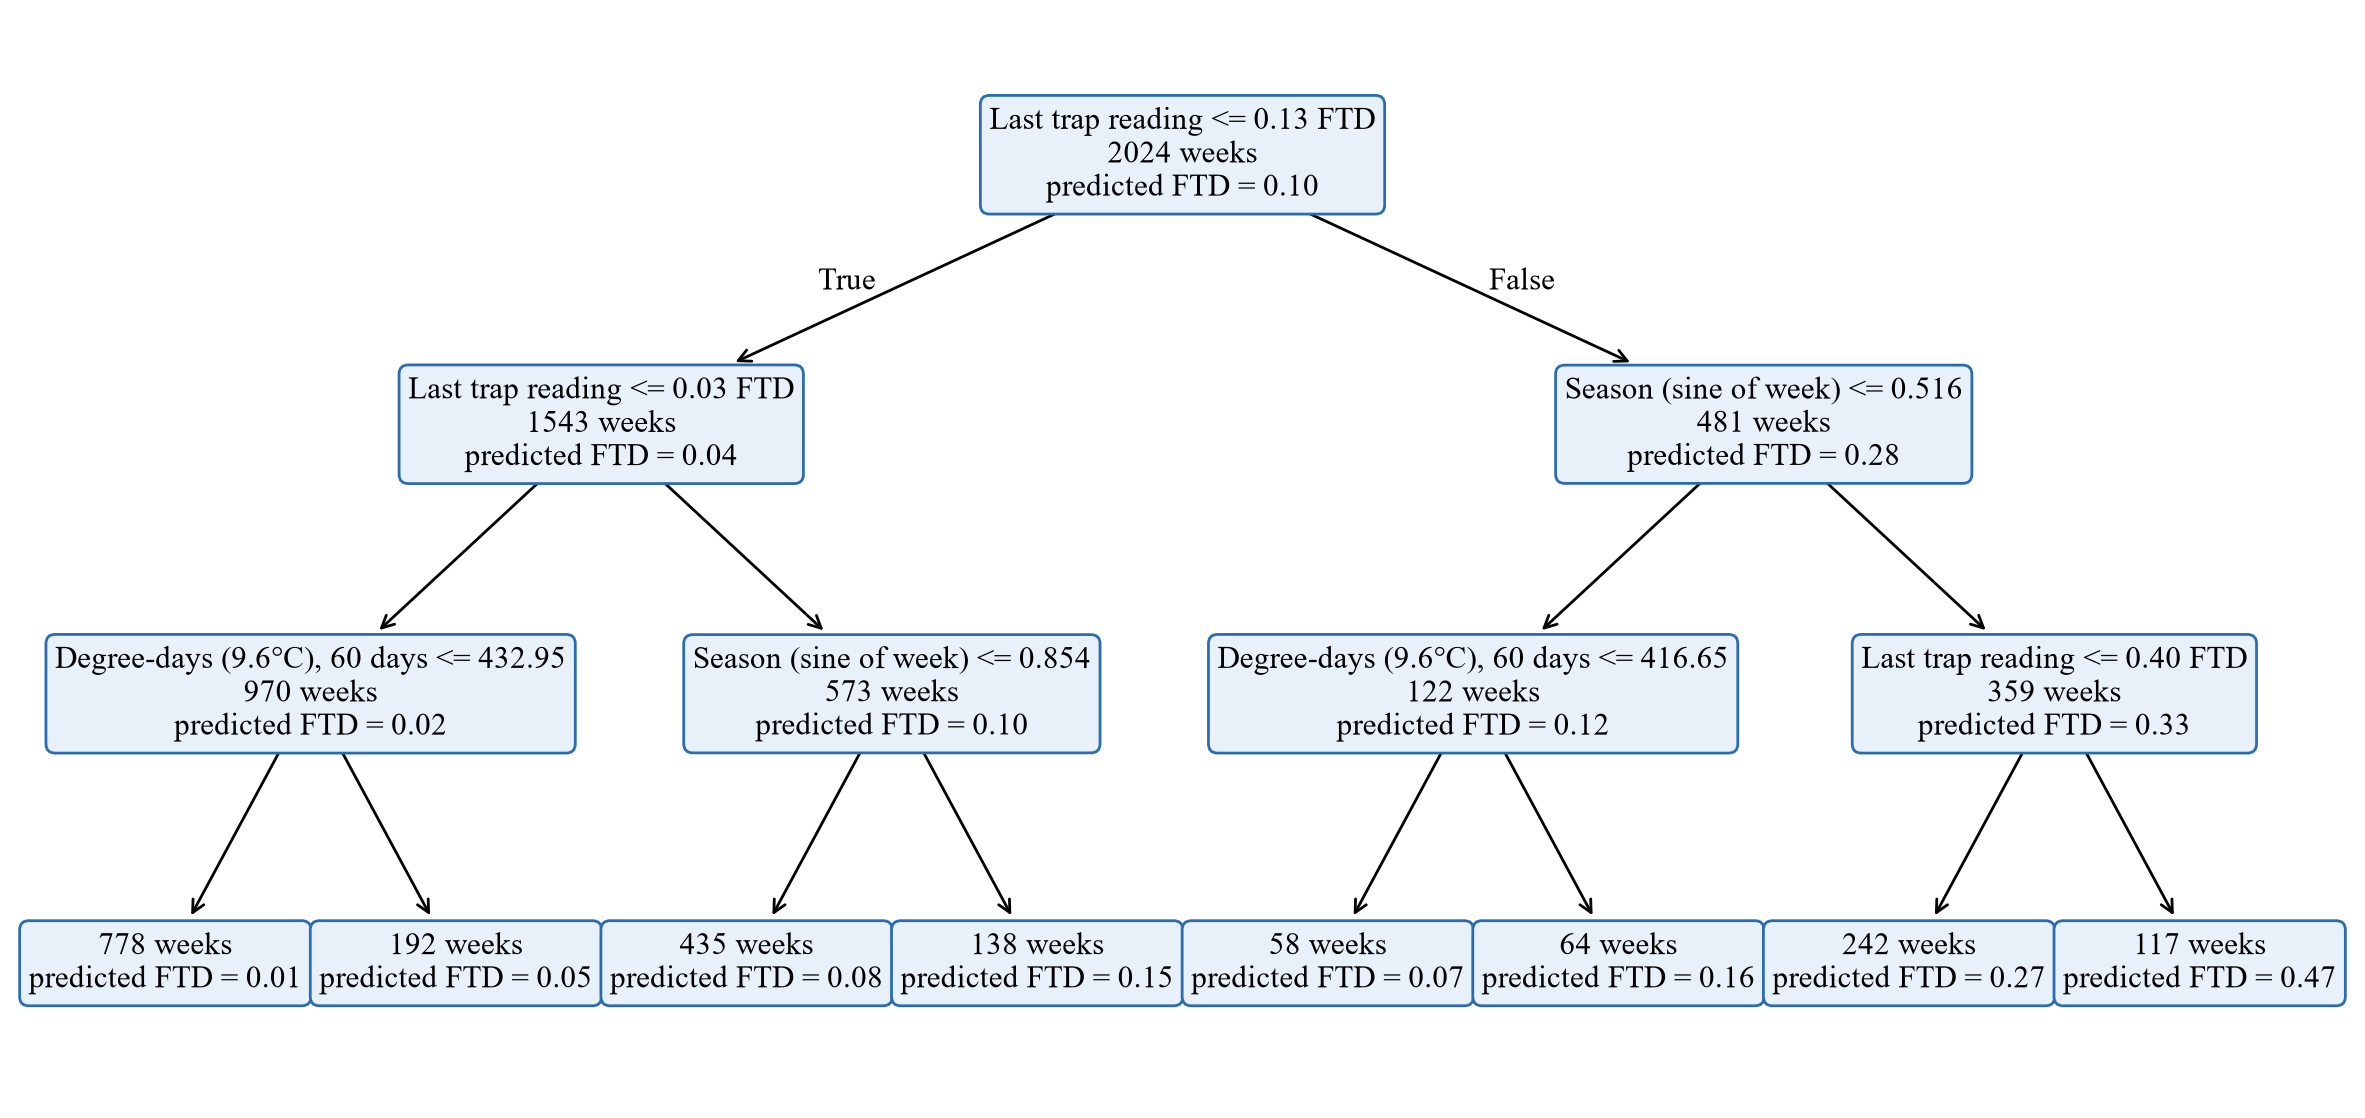 Last trap reading <= 0.13 FTD
2024 weeks
predicted FTD = 0.10
True
False
Last trap reading <= 0.03 FTD
1543 weeks
predicted FTD = 0.04
Season (sine of week) <= 0.516
481 weeks
predicted FTD = 0.28
Degree-days (9.6°C), 60 days <= 432.95
970 weeks
predicted FTD = 0.02
Season (sine of week) <= 0.854
573 weeks
predicted FTD = 0.10
Degree-days (9.6°C), 60 days <= 416.65
122 weeks
predicted FTD = 0.12
Last trap reading <= 0.40 FTD
359 weeks
predicted FTD = 0.33
778 weeks
predicted FTD = 0.01
192 weeks
predicted FTD = 0.05
435 weeks
predicted FTD = 0.08
138 weeks
predicted FTD = 0.15
58 weeks
predicted FTD = 0.07
64 weeks
predicted FTD = 0.16
242 weeks
predicted FTD = 0.27
117 weeks
predicted FTD = 0.47